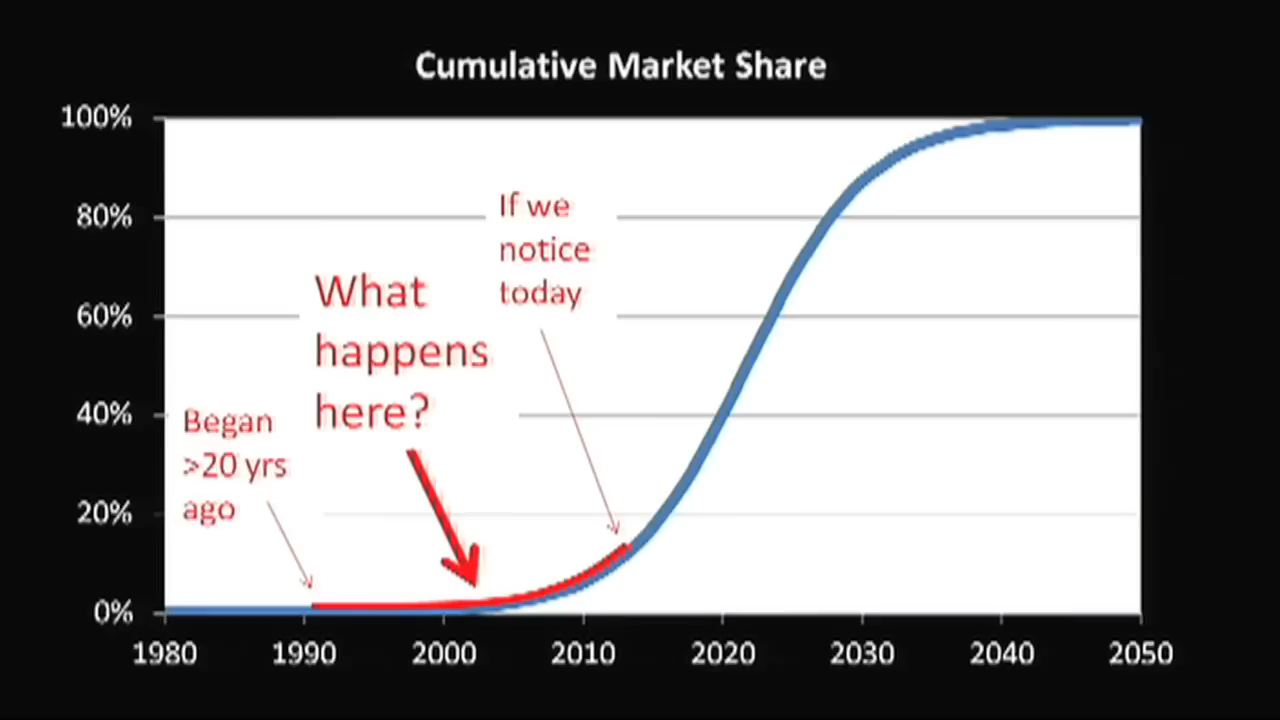 Cumulative Market Share
100%
80%
60%
40%
20%
0%
If we
notice
today
What
happens
here?
Began
>20 yrs
ago
1980 1990 2000 2010 2020 2030 2040 2050